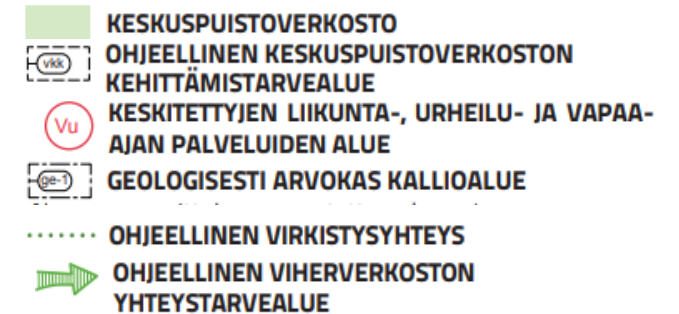 KESKUSPUISTOVERKOSTO
vkk OHJEELLINEN KESKUSPUISTOVERKOSTON
KEHITTÄMISTARVEALUE
Vu KESKITETTYJEN LIIKUNTA-, URHEILU- JA VAPAA-
AJAN PALVELUIDEN ALUE
ge-1 GEOLOGISESTI ARVOKAS KALLIOALUE
OHJEELLINEN VIRKISTYSYHTEYS
OHJEELLINEN VIHERVERKOSTON
YHTEYSTARVEALUE